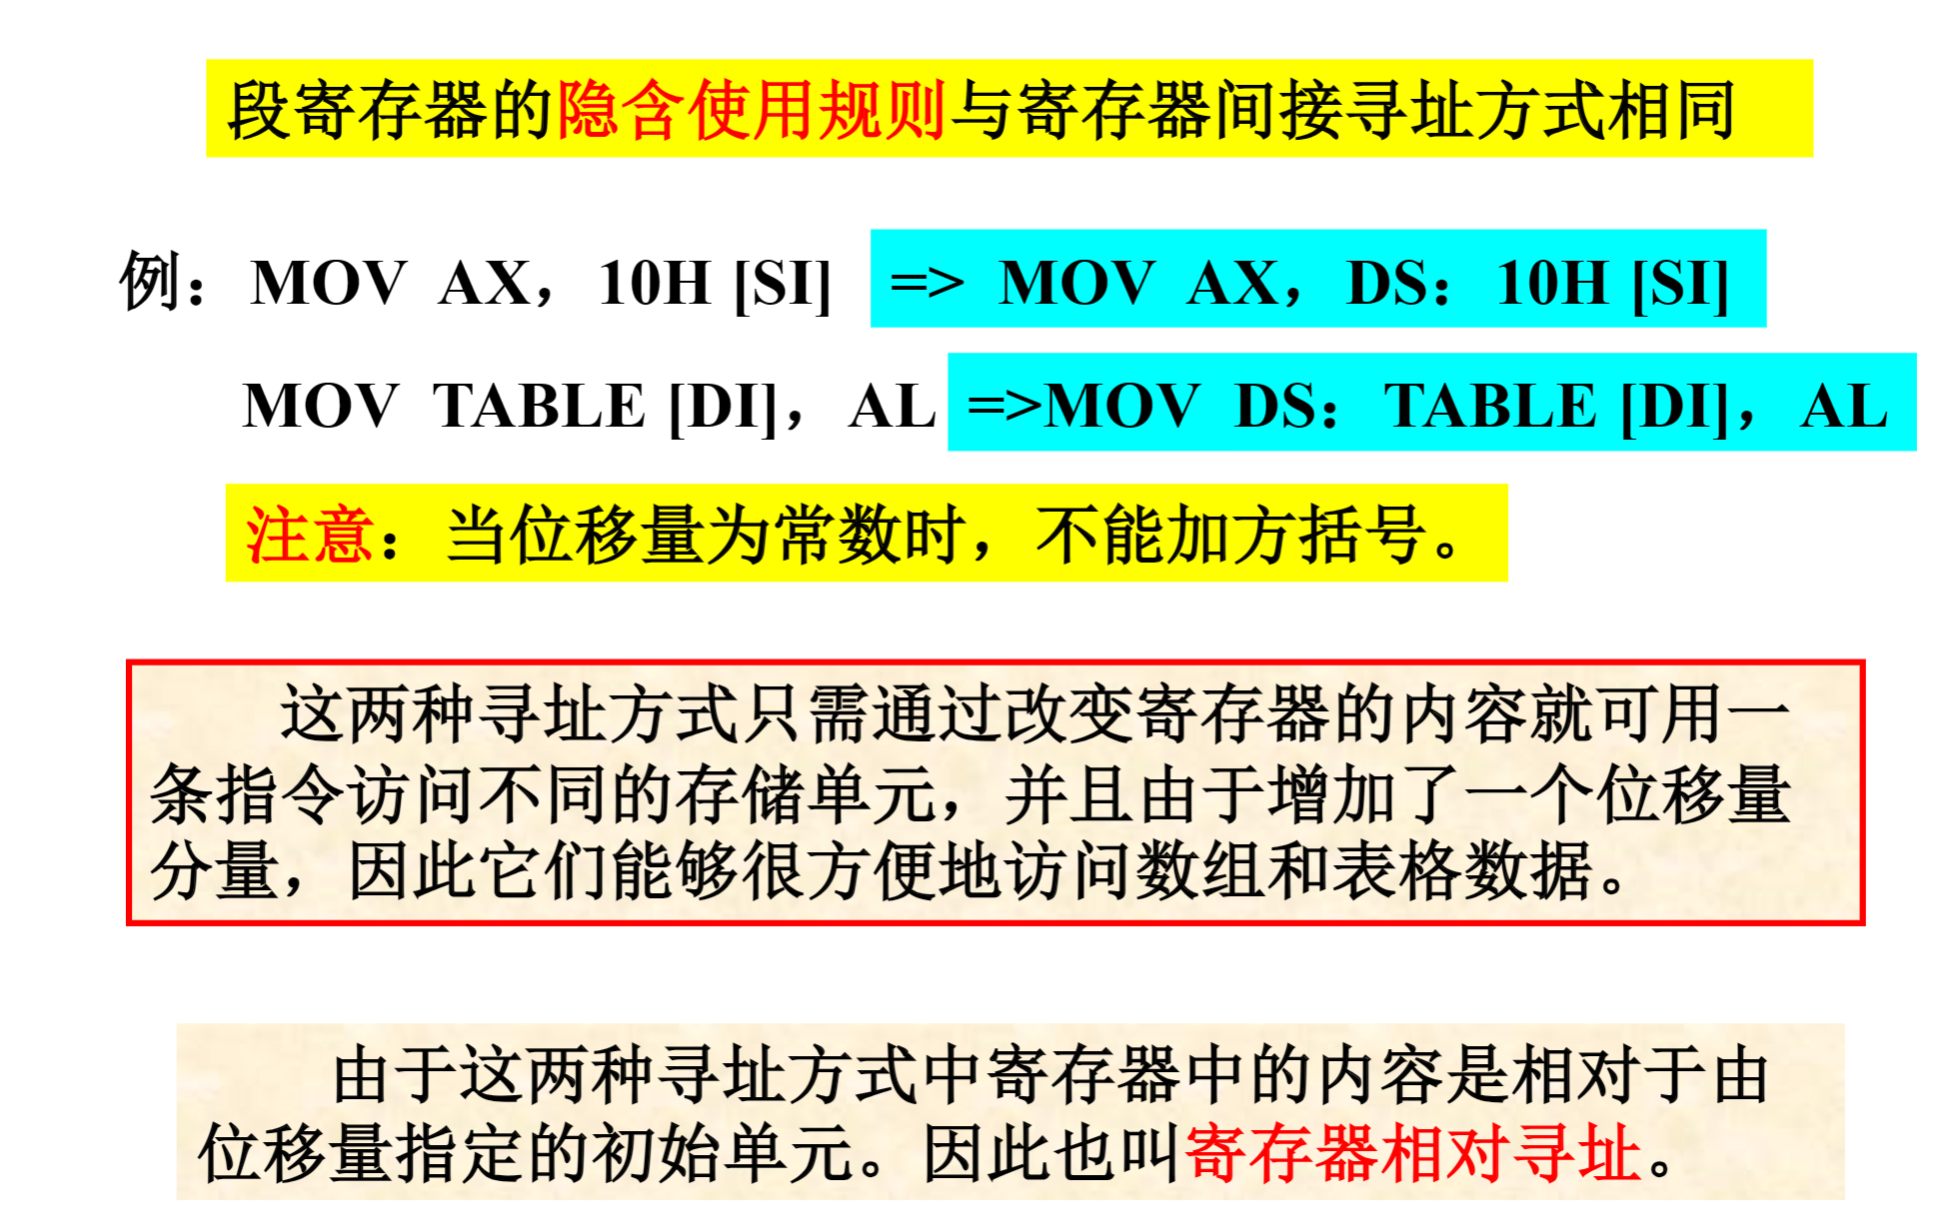 段寄存器的隐含使用规则与寄存器间接寻址方式相同
例：MOV AX，10H [SI] => MOV AX，DS：10H [SI]
MOV TABLE [DI]，AL =>MOV DS：TABLE [DI]，AL
注意：当位移量为常数时，不能加方括号。
这两种寻址方式只需通过改变寄存器的内容就可用一
条指令访问不同的存储单元，并且由于增加了一个位移量
分量，因此它们能够很方便地访问数组和表格数据。
由于这两种寻址方式中寄存器中的内容是相对于由
位移量指定的初始单元。因此也叫寄存器相对寻址。